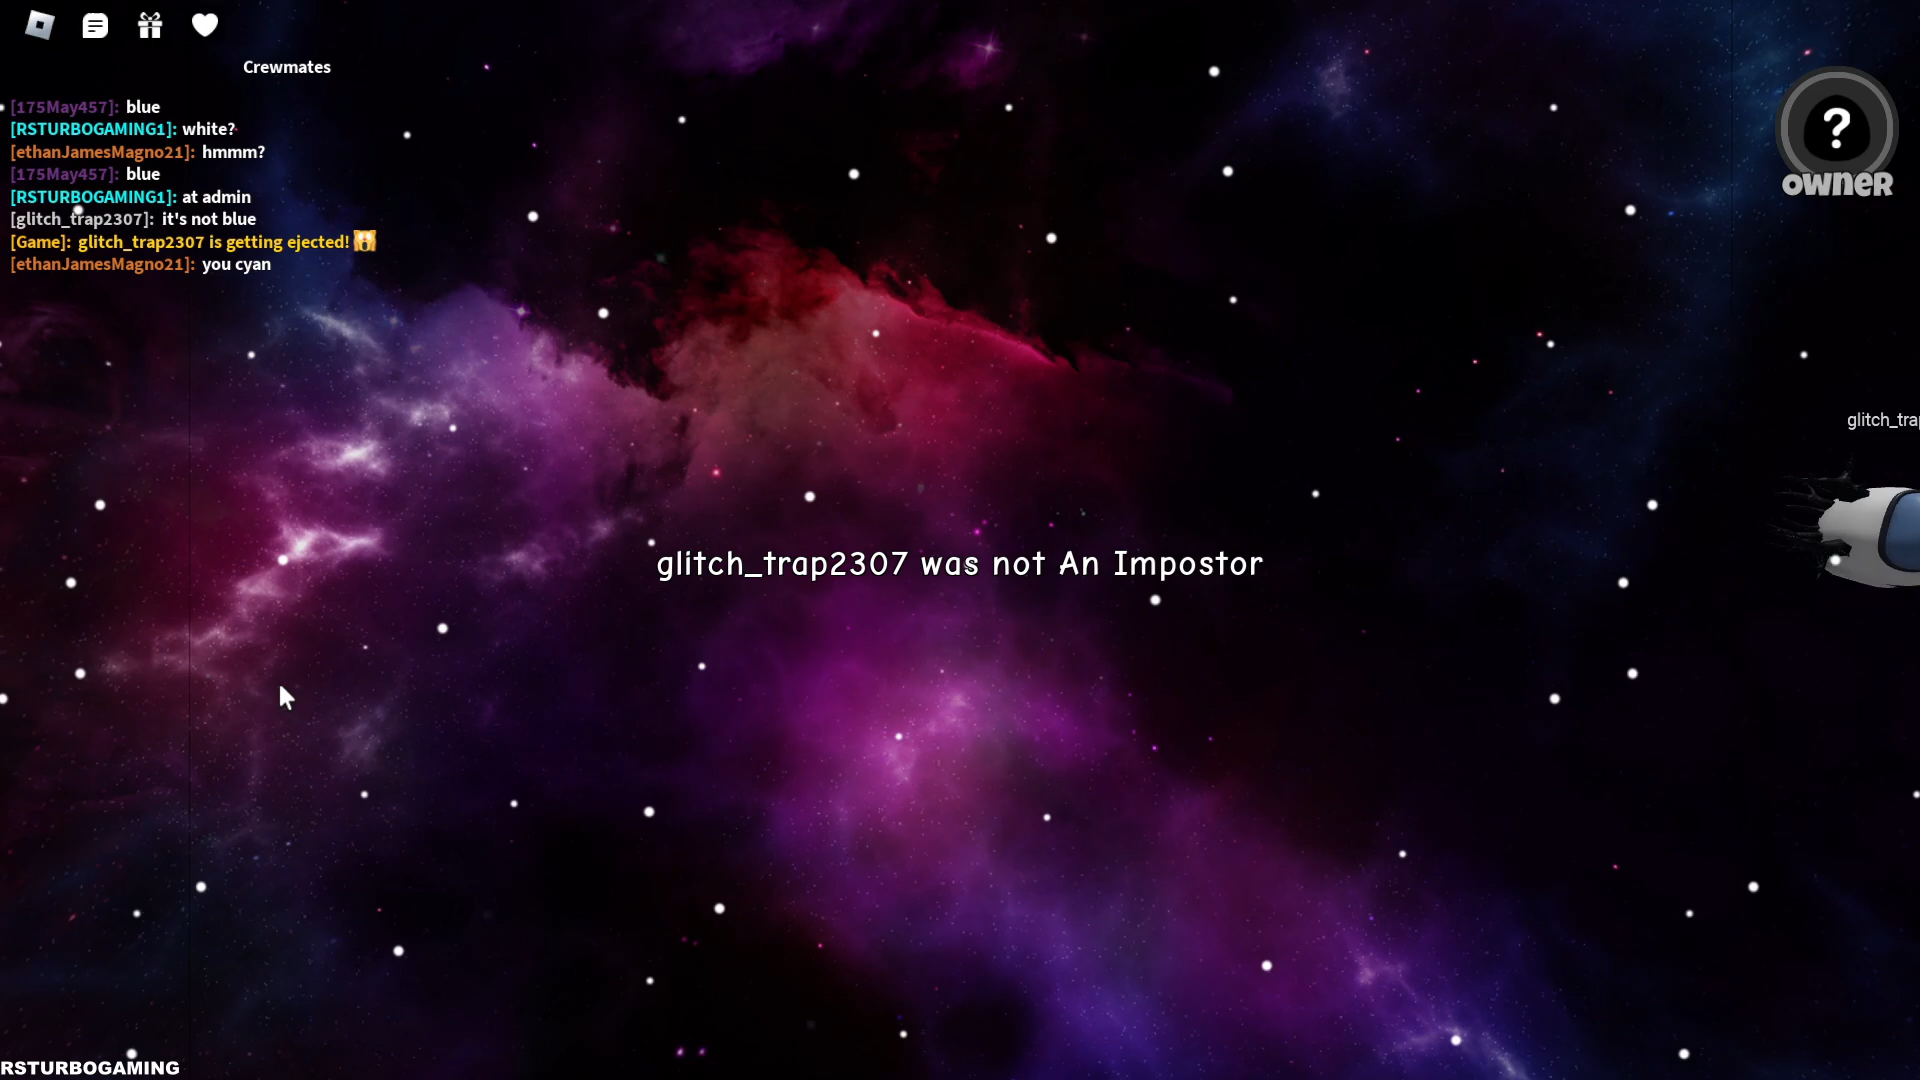 Crewmates
[175May457]: blue
[RSTURBOGAMING1]: white?
[ethanJamesMagno21]: hmmm?
[175May457]: blue
[RSTURBOGAMING1]: at admin
[glitch_trap2307]: it's not blue
[Game]: glitch_trap2307 is getting ejected!
[ethanJamesMagno21]: you cyan
?
OWNER
glitch_trap
glitch_trap2307 was not An Impostor
RSTURBOGAMING